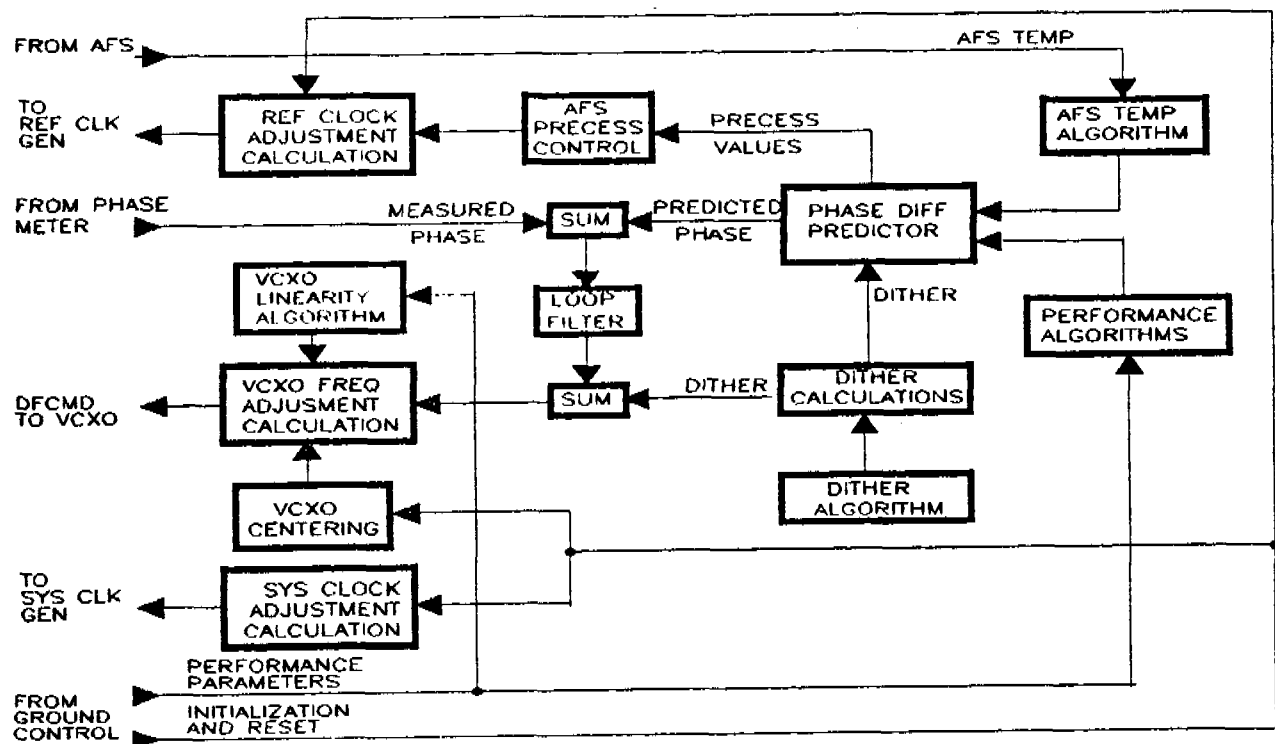 FROM AFS
AFS TEMP
TO
REF CLK
GEN
REF CLOCK
ADJUSTMENT
CALCULATION
AFS
PRECESS
CONTROL
PRECESS
VALUES
AFS TEMP
ALGORITHM
FROM PHASE
METER
MEASURED
PHASE
SUM
PREDICTED
PHASE
PHASE DIFF
PREDICTOR
VCXO
LINEARITY
ALGORITHM
LOOP
FILTER
DITHER
PERFORMANCE
ALGORITHMS
DFCMD
TO VCXO
VCXO FREQ
ADJUSMENT
CALCULATION
SUM
DITHER
DITHER
CALCULATIONS
VCXO
CENTERING
DITHER
ALGORITHM
TO
SYS CLK
GEN
SYS CLOCK
ADJUSTMENT
CALCULATION
PERFORMANCE
PARAMETERS
FROM
GROUND
CONTROL
INITIALIZATION
AND RESET